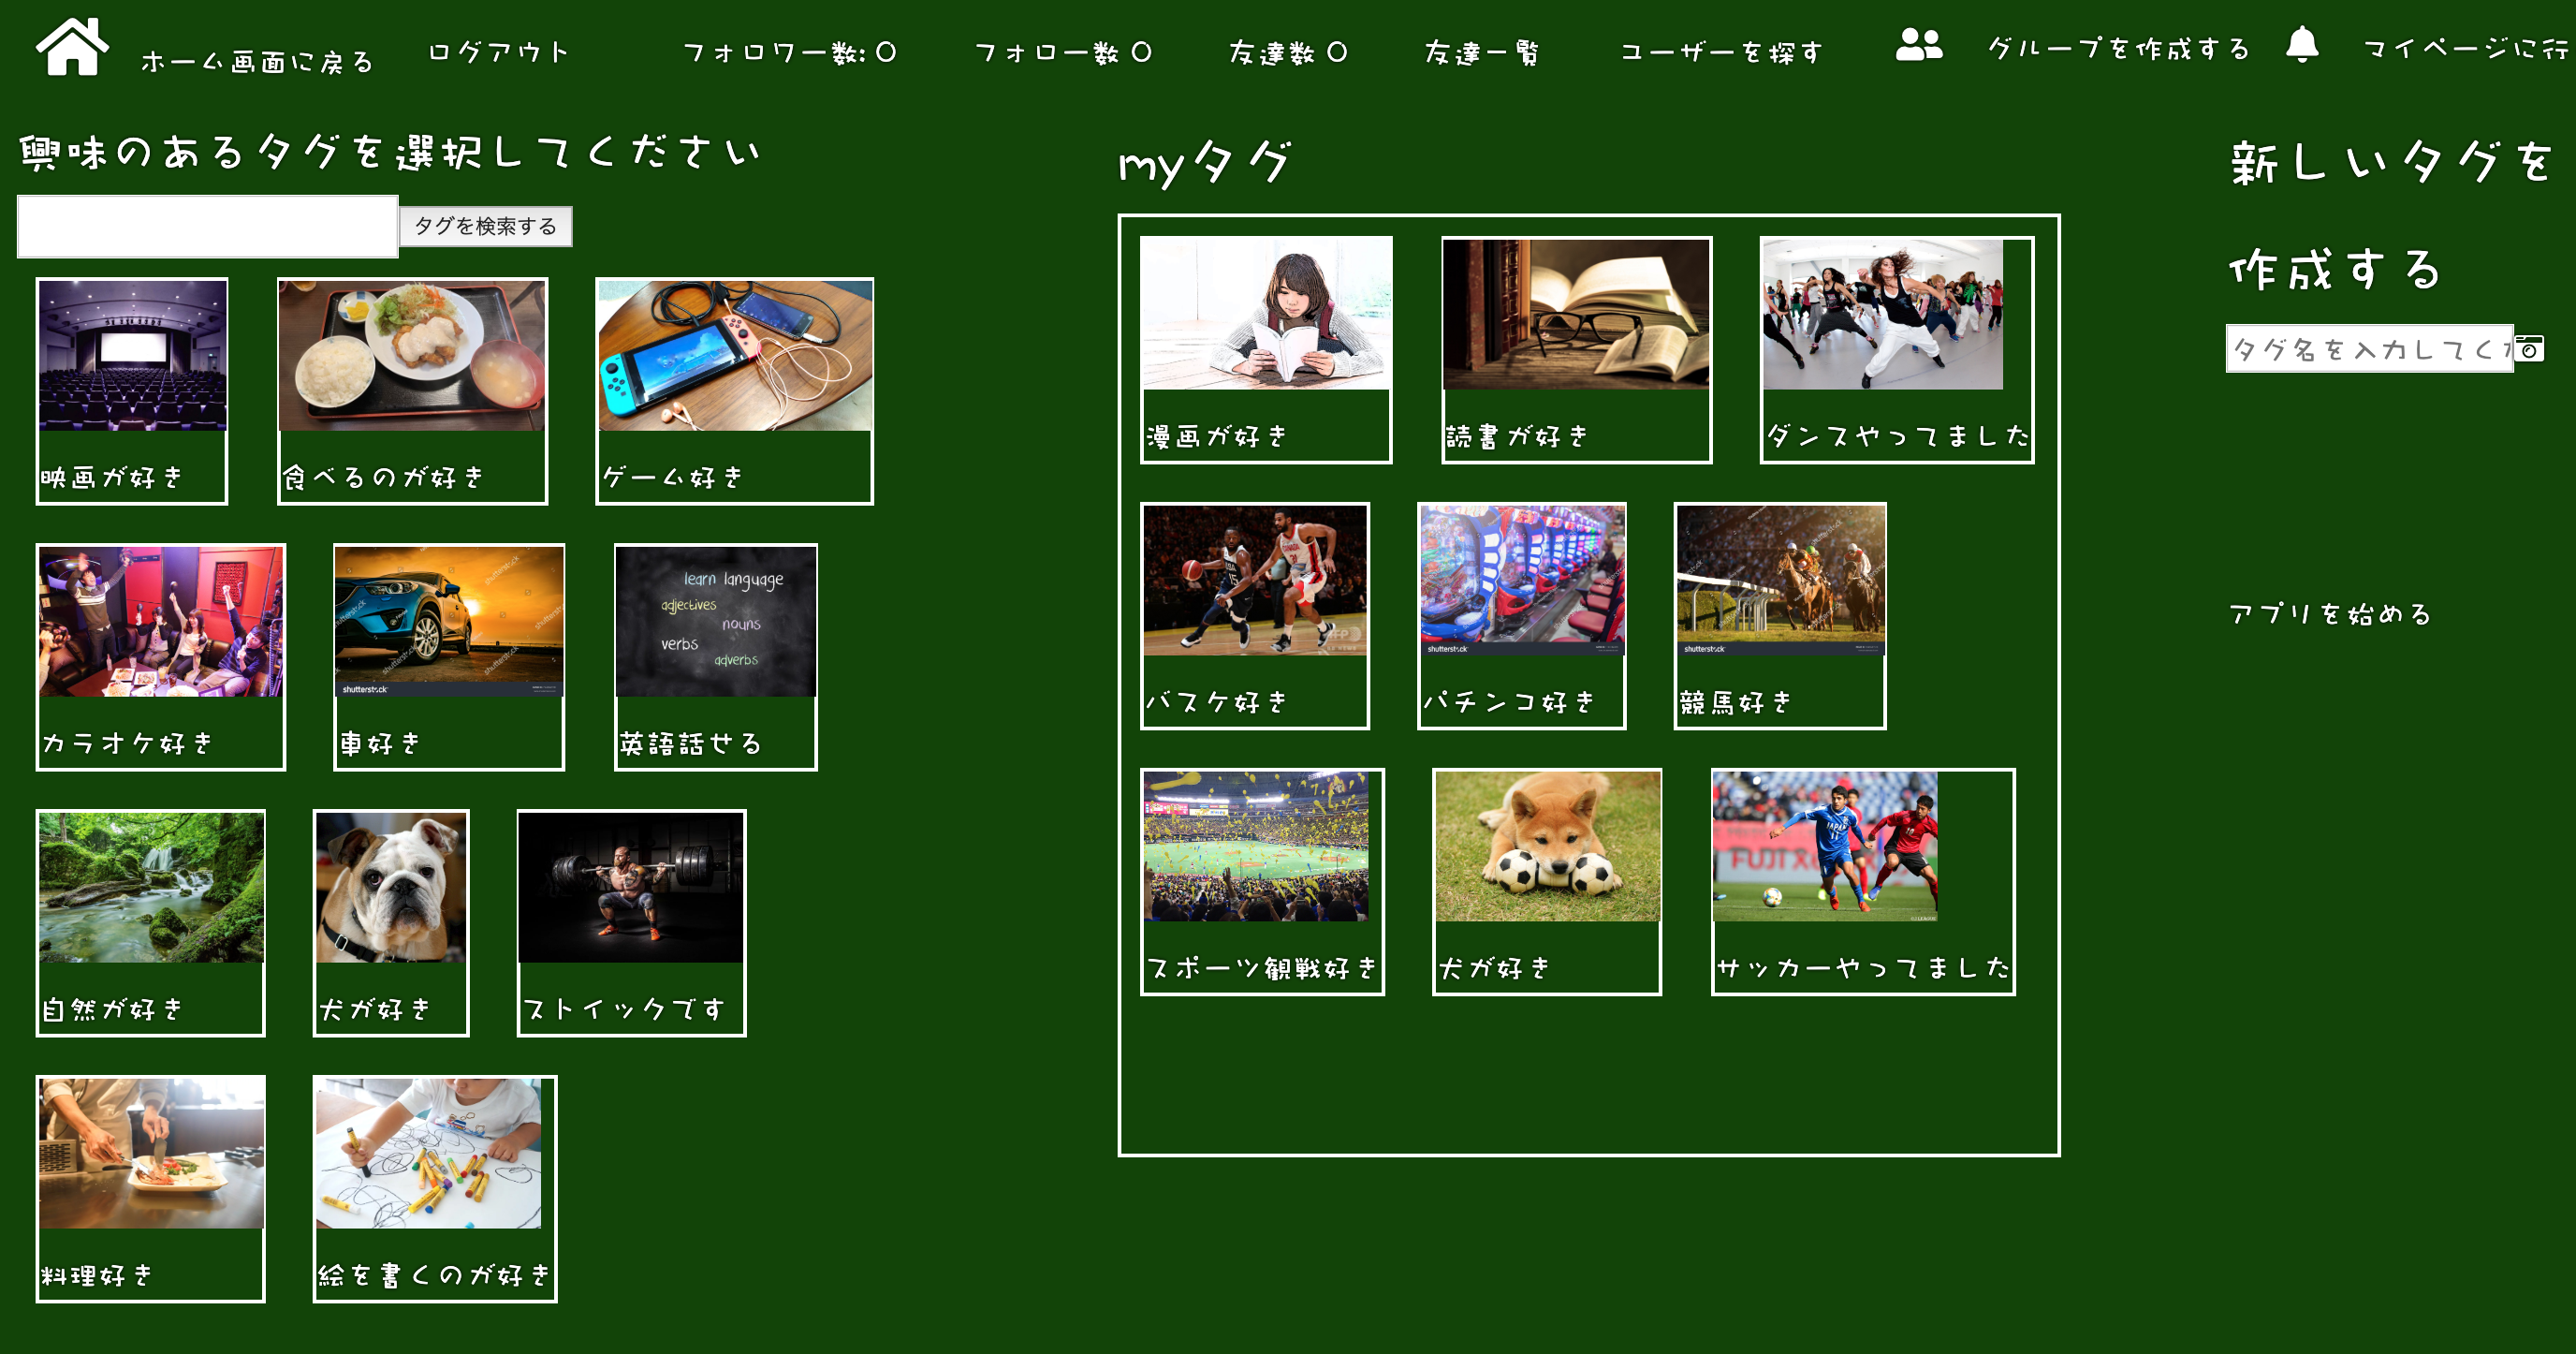 ホーム画面に戻る
ログアウト
フォロワー数: 0
フォロー数 0
友達数 0
友達一覧
ユーザーを探す
グループを作成する
マイページに行
興味のあるタグを選択してください
タグを検索する
映画が好き
食べるのが好き
ゲーム好き
learn language
adjectives
nouns
verbs
adverbs
shutterstock
カラオケ好き
車好き
英語話せる
自然が好き
犬が好き
ストイックです
料理好き
絵を書くのが好き
myタグ
漫画が好き
読書が好き
ダンスやってました
CANADA
31
15
shutterstock
shutterstock
バスケ好き
パチンコ好き
競馬好き
JAPAN
11
FUJI
スポーツ観戦好き
犬が好き
サッカーやってました
新しいタグを
作成する
タグ名を入力してく
アプリを始める